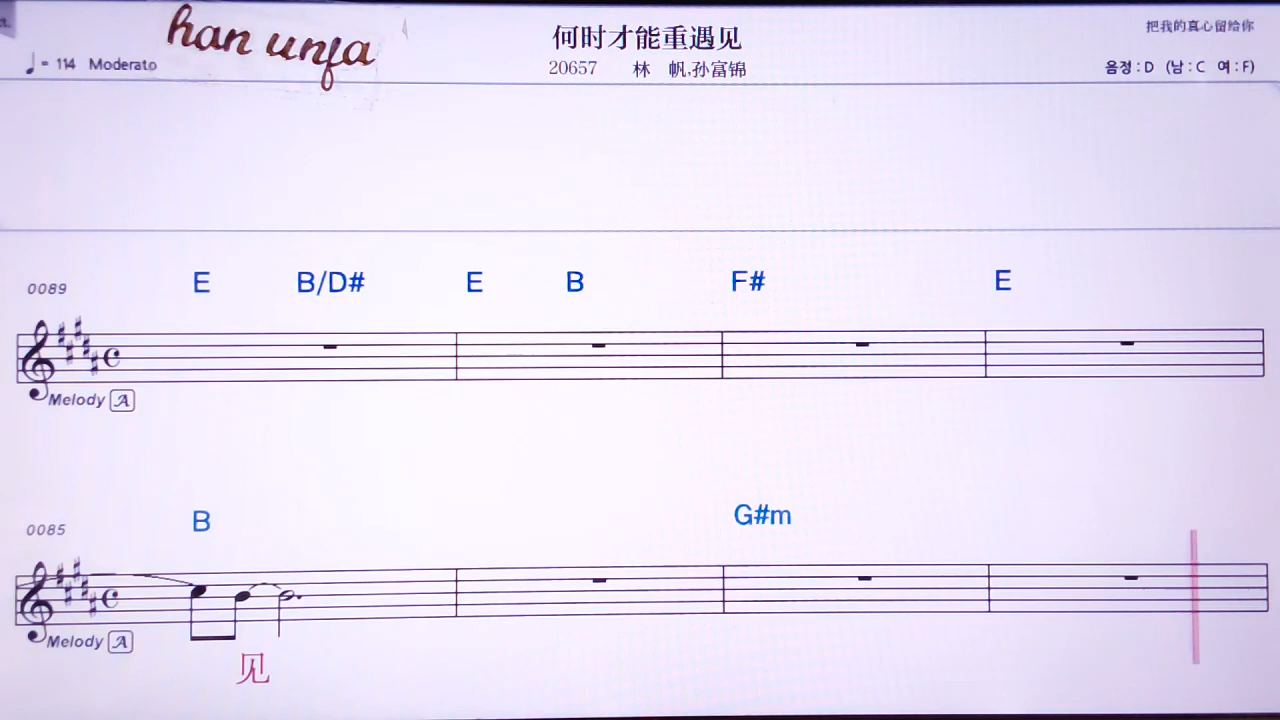 han unfa
何时才能重遇见
把我的真心留给你
♩= 114 Moderato
20657 林 帆,孙富锦
음정 : D (남 : C 여 : F)
0089
E B/D# E B F# E
Melody A
0085
B G#m
Melody A
见